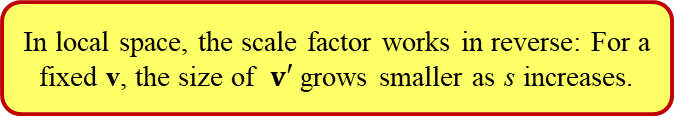 In local space, the scale factor works in reverse: For a
fixed v, the size of v′ grows smaller as s increases.